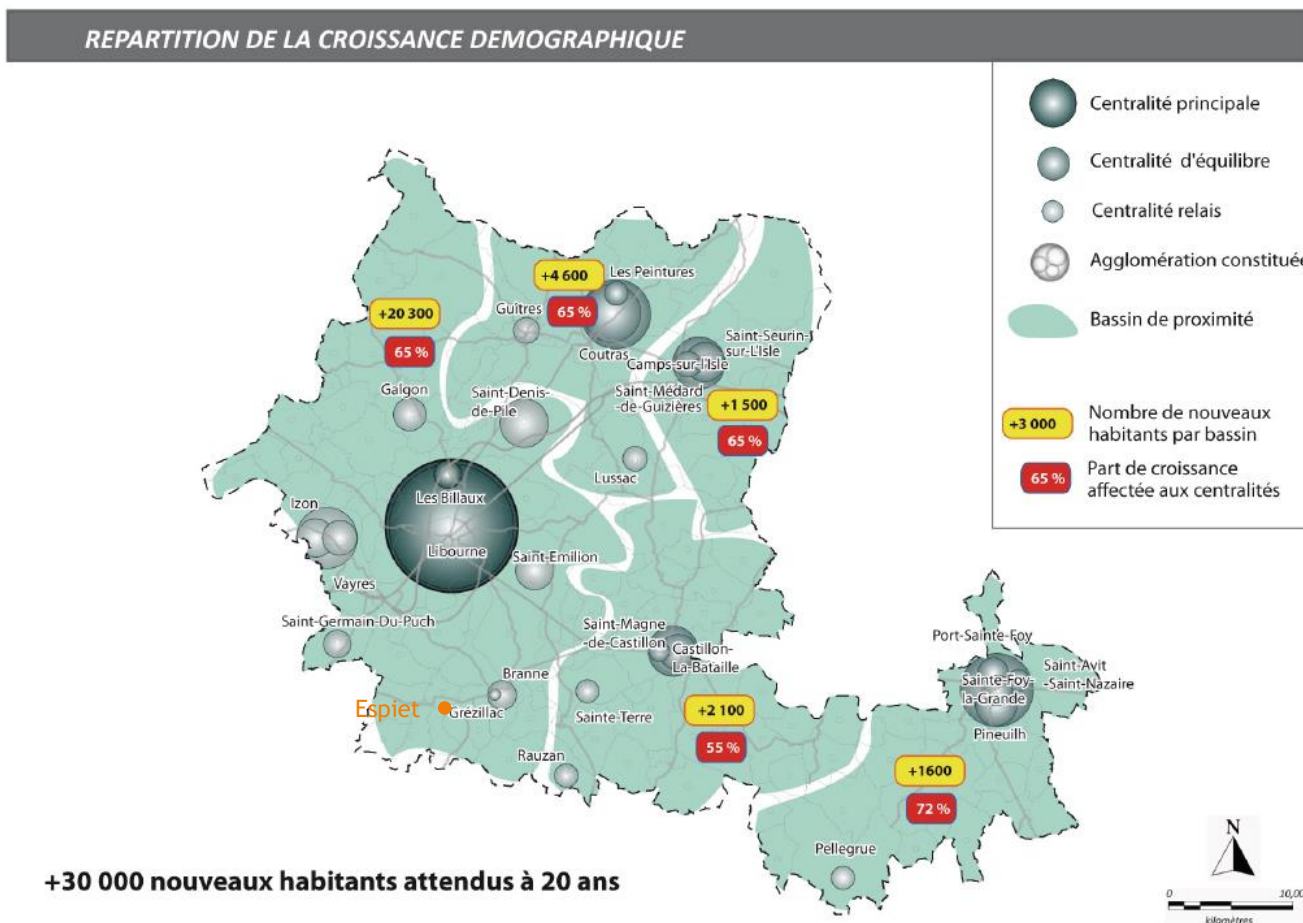 REPARTITION DE LA CROISSANCE DEMOGRAPHIQUE
Centralité principale
Centralité d'équilibre
Centralité relais
Agglomération constituée
Bassin de proximité
+3 000
Nombre de nouveaux
habitants par bassin
65 %
Part de croissance
affectée aux centralités
+4 600
65 %
Les Peintures
+20 300
65 %
Guîtres
Coutras
Saint-Seurin-
sur-L'Isle
Camps-sur-l'Isle
Saint-Médard
-de-Guizières
+1 500
65 %
Galgon
Saint-Denis-
de-Pile
Lussac
Les Billaux
Izon
Libourne
Saint-Emilion
Vayres
Saint-Germain-Du-Puch
Saint-Magne
-de-Castillon
Castillon-
La-Bataille
Port-Sainte-Foy
Saint-Avit
-Saint-Nazaire
Sainte-Foy-
la-Grande
Pineuilh
Branne
Espiet
Grézillac
Sainte-Terre
+2 100
55 %
Rauzan
+1600
72 %
Pellegrue
N
+30 000 nouveaux habitants attendus à 20 ans
0
10,00
kilomètres